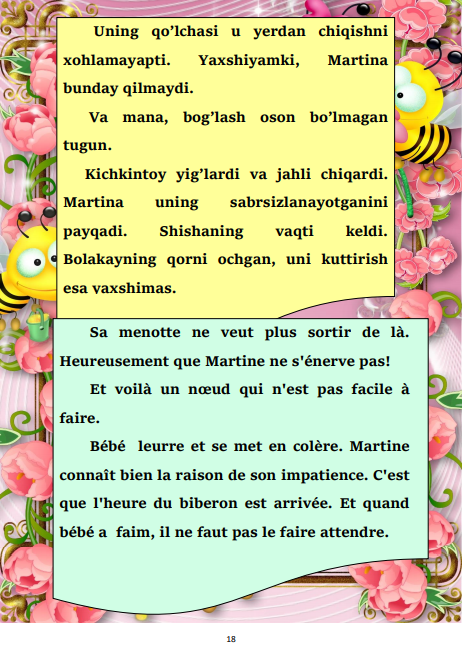 Uning qo’lchasi u yerdan chiqishni
xohlamayapti. Yaxshiyamki, Martina
bunday qilmaydi.
Va mana, bog’lash oson bo’lmagan
tugun.
Kichkintoy yig’lardi va jahli chiqardi.
Martina uning sabrsizlanayotganini
payqadi. Shishaning vaqti keldi.
Bolakayning qorni ochgan, uni kuttirish
esa yaxshimas.
Sa menotte ne veut plus sortir de là.
Heureusement que Martine ne s'énerve pas!
Et voilà un nœud qui n'est pas facile à
faire.
Bébé leurre et se met en colère. Martine
connaît bien la raison de son impatience. C'est
que l'heure du biberon est arrivée. Et quand
bébé a faim, il ne faut pas le faire attendre.
18